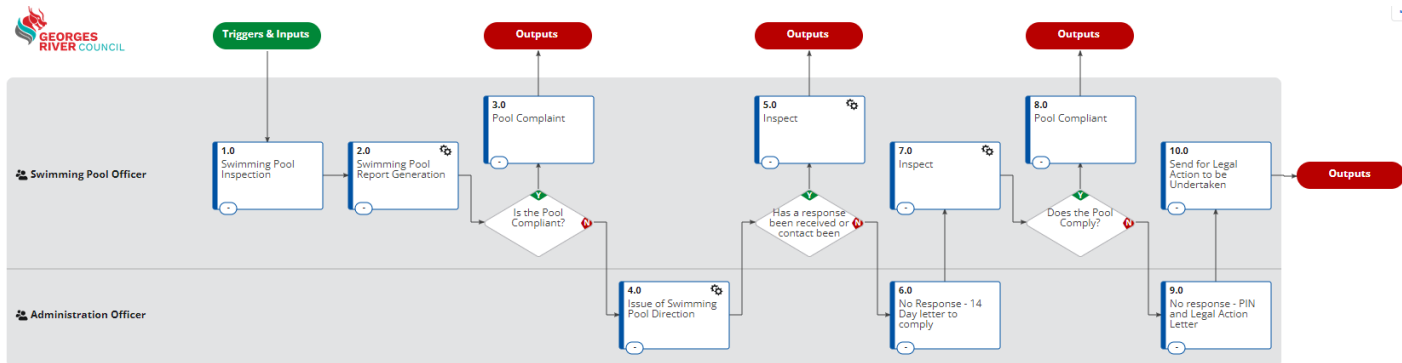 GEORGES
RIVER COUNCIL
Triggers & Inputs
Outputs
Outputs
Outputs
Swimming Pool Officer
1.0
Swimming Pool
Inspection
-
2.0
Swimming Pool
Report Generation
-
3.0
Pool Complaint
-
Y
Is the Pool
Compliant?
N
5.0
Inspect
-
Y
Has a response
been received or
contact been
N
7.0
Inspect
-
8.0
Pool Compliant
-
Y
Does the Pool
Comply?
N
10.0
Send for Legal
Action to be
Undertaken
-
Outputs
Administration Officer
4.0
Issue of Swimming
Pool Direction
-
6.0
No Response - 14
Day letter to
comply
-
9.0
No response - PIN
and Legal Action
Letter
-